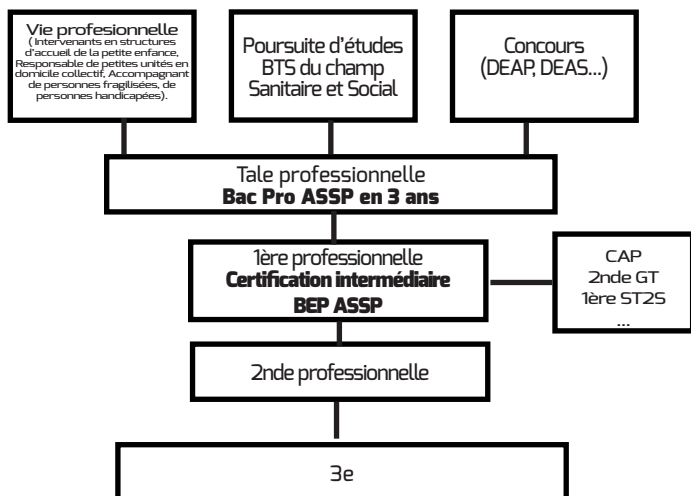 Vie profesionnelle
( Intervenants en structures
d'accueil de la petite enfance,
Responsable de petites unités en
domicile collectif, Accompagnant
de personnes fragilisées, de
personnes handicapées).
Poursuite d'études
BTS du champ
Sanitaire et Social
Concours
(DEAP, DEAS...)
Tale professionnelle
Bac Pro ASSP en 3 ans
1ère professionnelle
Certification intermédiaire
BEP ASSP
CAP
2nde GT
1ère ST2S
...
2nde professionnelle
3e